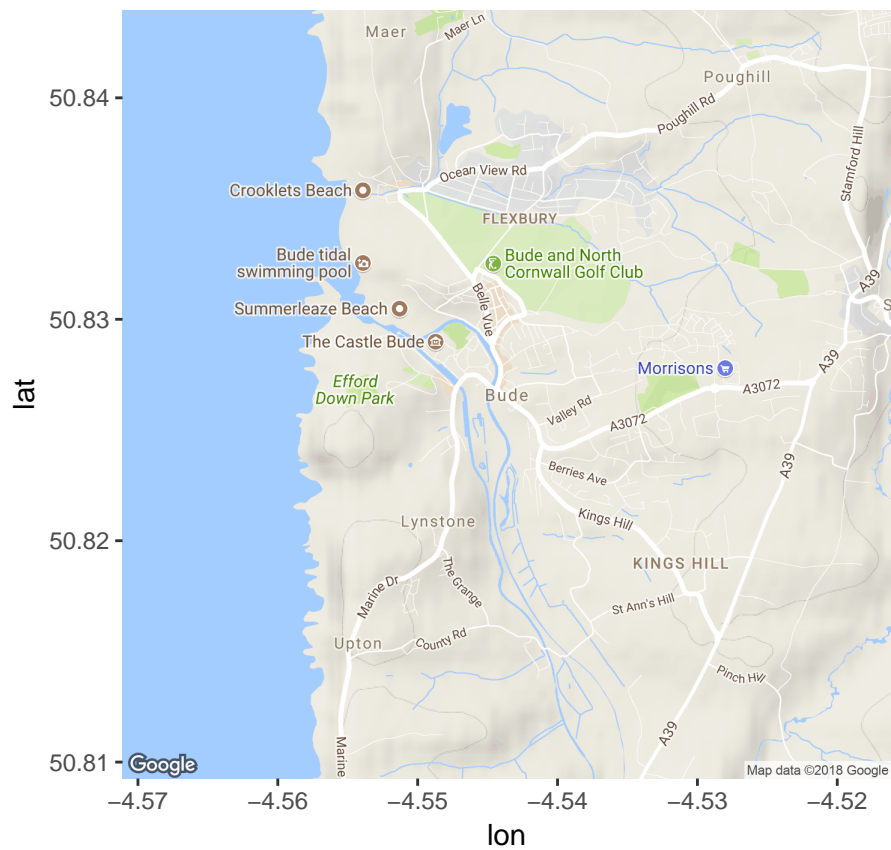 Maer
Maer Ln
Poughill
50.84
Poughill Rd
Stamford Hill
Ocean View Rd
Crooklets Beach
FLEXBURY
Bude tidal
swimming pool
Bude and North
Cornwall Golf Club
A39
Belle Vue
Summerleaze Beach
50.83
S
The Castle Bude
A39
Morrisons
Efford
Down Park
A3072
Bude
Valley Rd
A3072
lat
A39
Berries Ave
Kings Hill
Lynstone
50.82
KINGS HILL
The Grange
Marine Dr
St Ann's Hill
County Rd
Upton
Pinch Hill
A39
Marine
50.81
Google
Map data ©2018 Google
−4.57
−4.56
−4.55
−4.54
−4.53
−4.52
lon